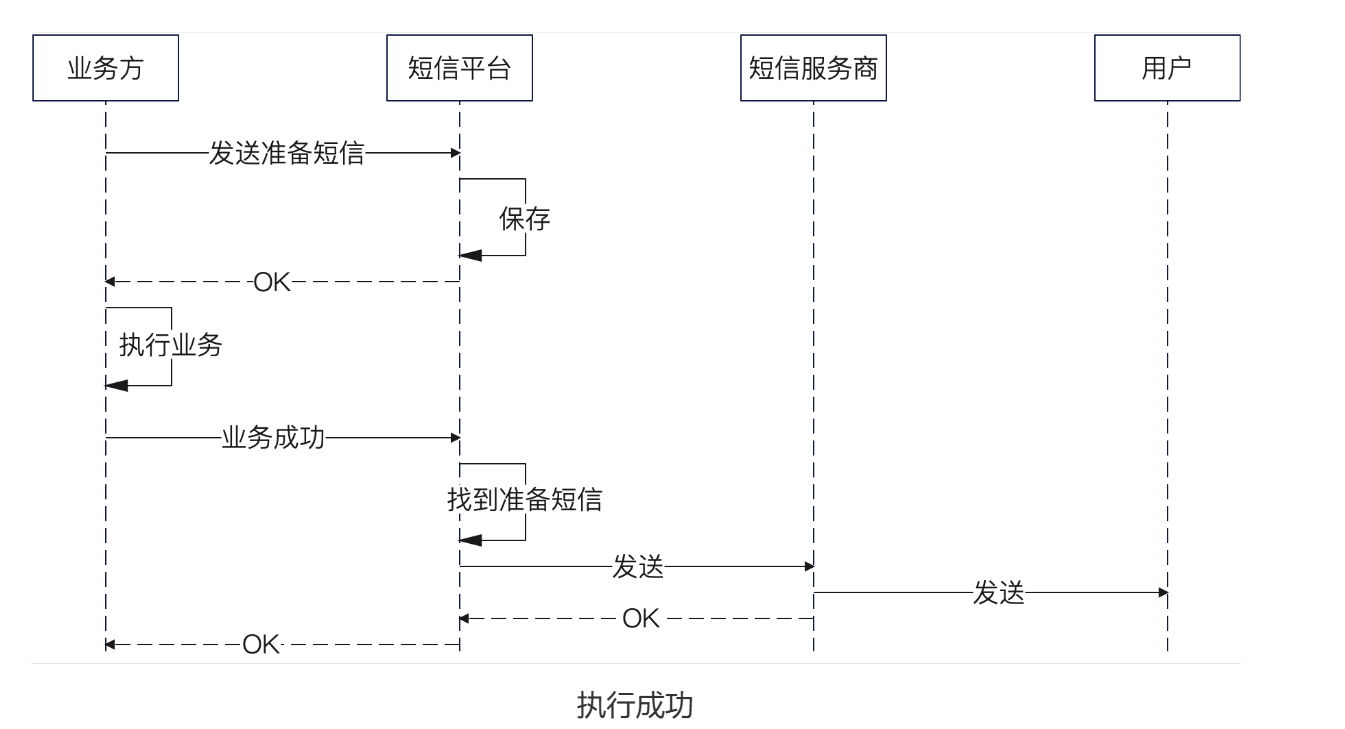 业务方
短信平台
短信服务商
用户
发送准备短信
保存
OK
执行业务
业务成功
找到准备短信
发送
发送
OK
OK
执行成功